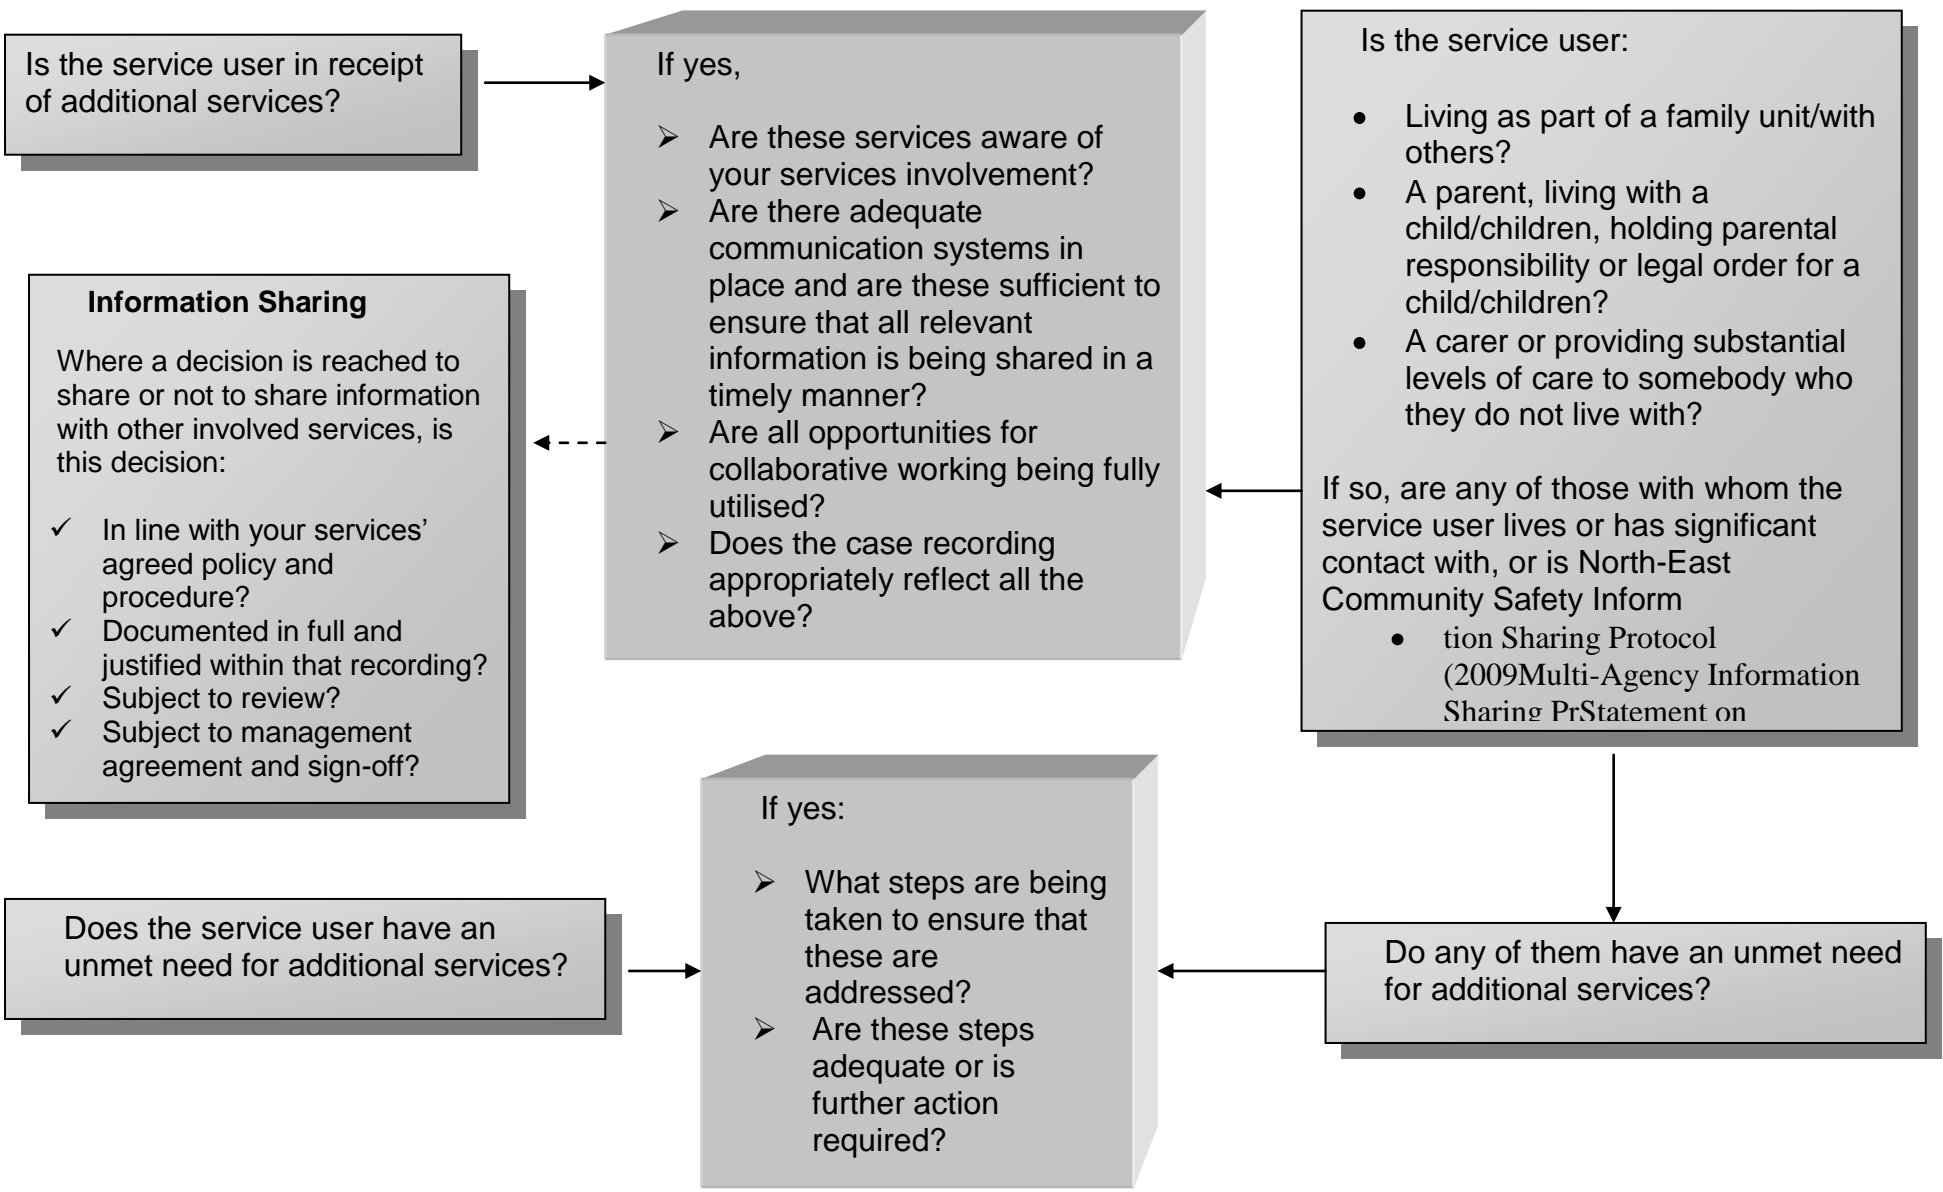 Is the service user in receipt
of additional services?
If yes,
➢ Are these services aware of
your services involvement?
➢ Are there adequate
communication systems in
place and are these sufficient to
ensure that all relevant
information is being shared in a
timely manner?
➢ Are all opportunities for
collaborative working being fully
utilised?
➢ Does the case recording
appropriately reflect all the
above?
Is the service user:
• Living as part of a family unit/with
others?
• A parent, living with a
child/children, holding parental
responsibility or legal order for a
child/children?
• A carer or providing substantial
levels of care to somebody who
they do not live with?
If so, are any of those with whom the
service user lives or has significant
contact with, or is North-East
Community Safety Inform
• tion Sharing Protocol
(2009Multi-Agency Information
Sharing PrStatement on
Information Sharing
Where a decision is reached to
share or not to share information
with other involved services, is
this decision:
✓ In line with your services’
agreed policy and
procedure?
✓ Documented in full and
justified within that recording?
✓ Subject to review?
✓ Subject to management
agreement and sign-off?
If yes:
➢ What steps are being
taken to ensure that
these are
addressed?
➢ Are these steps
adequate or is
further action
required?
Does the service user have an
unmet need for additional services?
Do any of them have an unmet need
for additional services?